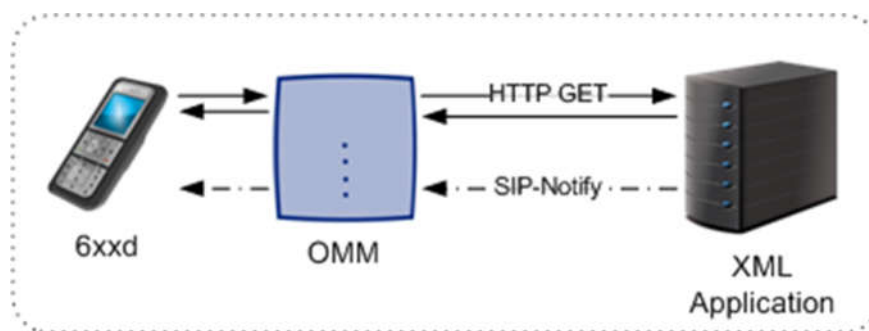 HTTP GET
SIP-Notify
6xxd
OMM
XML
Application